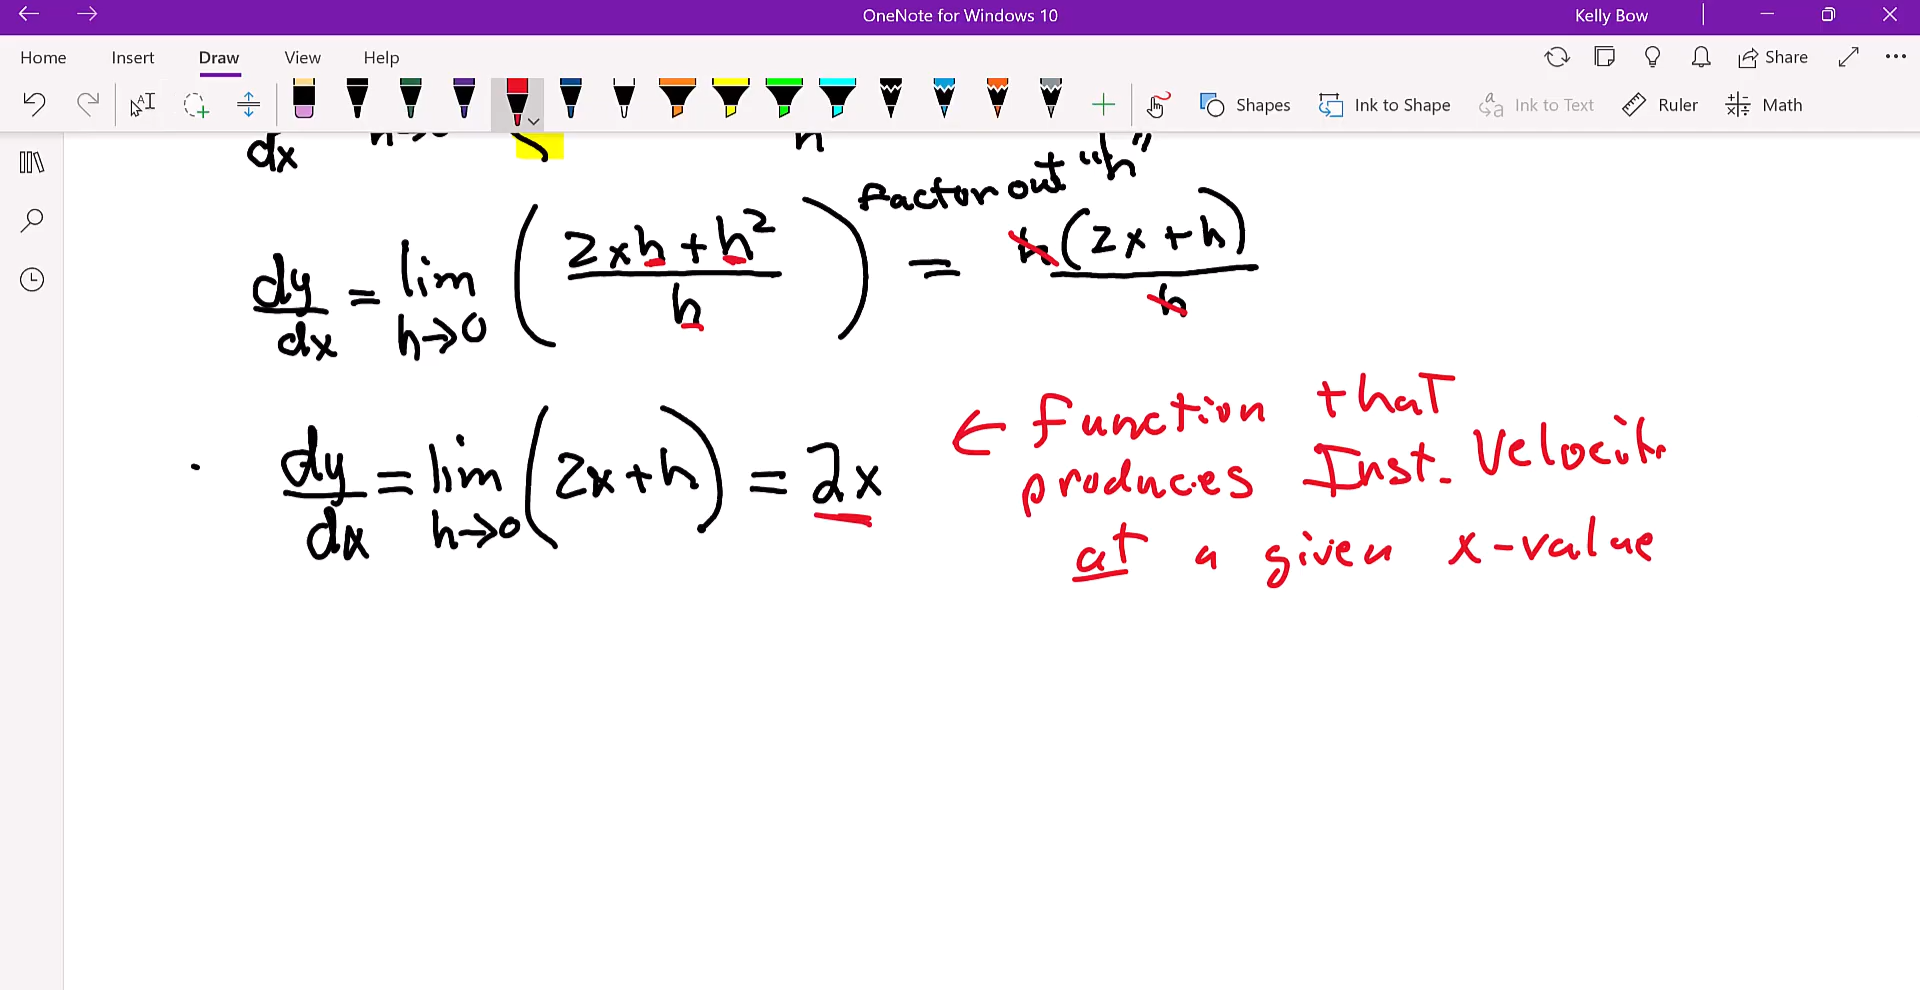 OneNote for Windows 10
Kelly Bow
Home Insert Draw View Help
Share
Shapes Ink to Shape Ink to Text Ruler Math
dx h→0 h
Factor out "h"
dy/dx = lim h→0 ( (2xh + h²)/h ) = h(2x + h)/h
dy/dx = lim h→0 (2x+h) = 2x
← function that
produces Inst. Velocity
at a given x-value